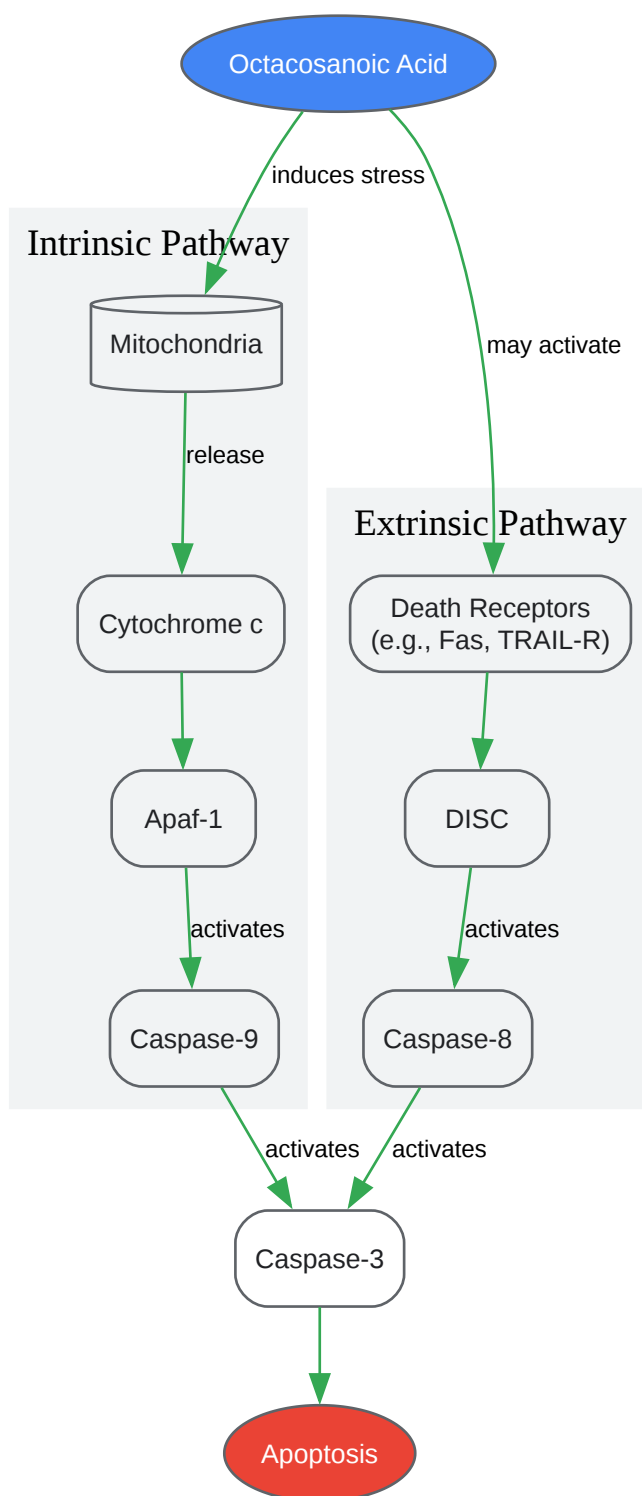 Octacosanoic Acid
induces stress
Intrinsic Pathway
Mitochondria
may activate
release
Extrinsic Pathway
Cytochrome c
Death Receptors
(e.g., Fas, TRAIL-R)
Apaf-1
DISC
activates
activates
Caspase-9
Caspase-8
activates
activates
Caspase-3
Apoptosis